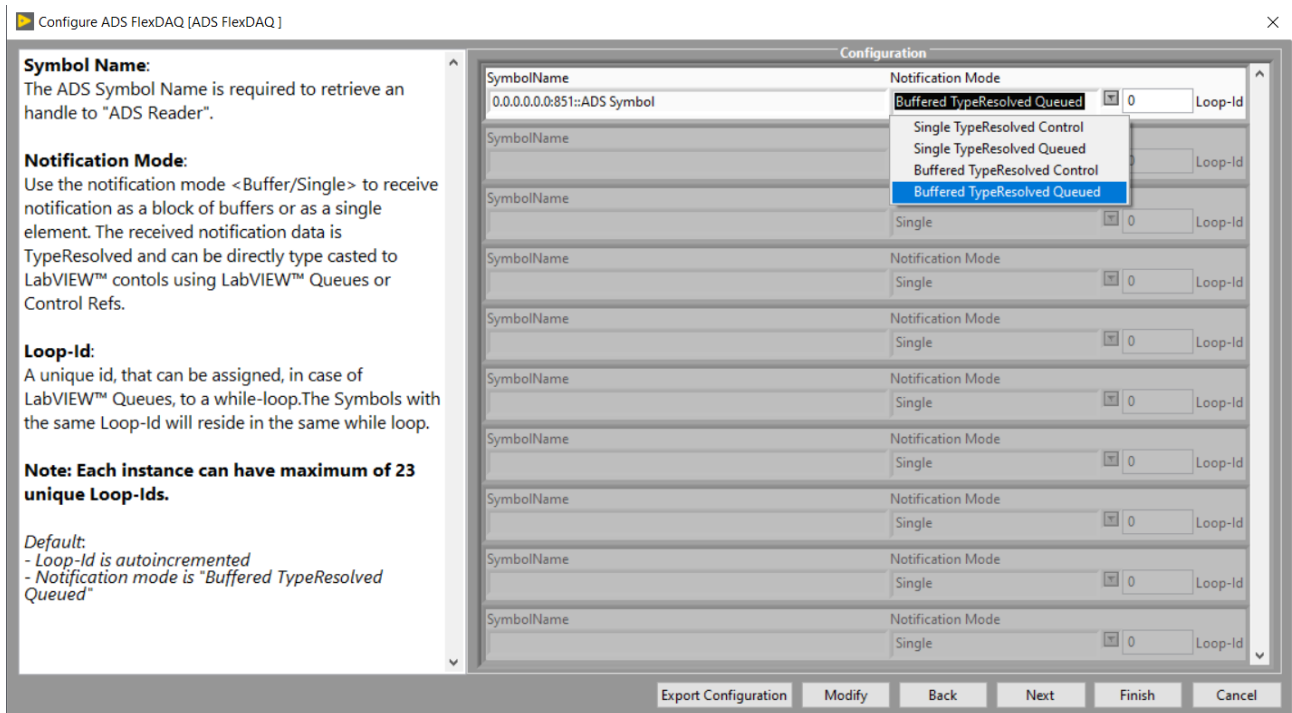 Configure ADS FlexDAQ [ADS FlexDAQ ]
Symbol Name:
The ADS Symbol Name is required to retrieve an
handle to "ADS Reader".
Notification Mode:
Use the notification mode <Buffer/Single> to receive
notification as a block of buffers or as a single
element. The received notification data is
TypeResolved and can be directly type casted to
LabVIEW™ contols using LabVIEW™ Queues or
Control Refs.
Loop-Id:
A unique id, that can be assigned, in case of
LabVIEW™ Queues, to a while-loop.The Symbols with
the same Loop-Id will reside in the same while loop.
Note: Each instance can have maximum of 23
unique Loop-Ids.
Default:
- Loop-Id is autoincremented
- Notification mode is "Buffered TypeResolved
Queued"
Configuration
SymbolName Notification Mode
0.0.0.0.0.0:851::ADS Symbol Buffered TypeResolved Queued 0 Loop-Id
Single TypeResolved Control
Single TypeResolved Queued
Buffered TypeResolved Control
Buffered TypeResolved Queued
SymbolName
0 Loop-Id
SymbolName
Single 0 Loop-Id
SymbolName Notification Mode
Single 0 Loop-Id
SymbolName Notification Mode
Single 0 Loop-Id
SymbolName Notification Mode
Single 0 Loop-Id
SymbolName Notification Mode
Single 0 Loop-Id
SymbolName Notification Mode
Single 0 Loop-Id
SymbolName Notification Mode
Single 0 Loop-Id
SymbolName Notification Mode
Single 0 Loop-Id
Export Configuration Modify Back Next Finish Cancel